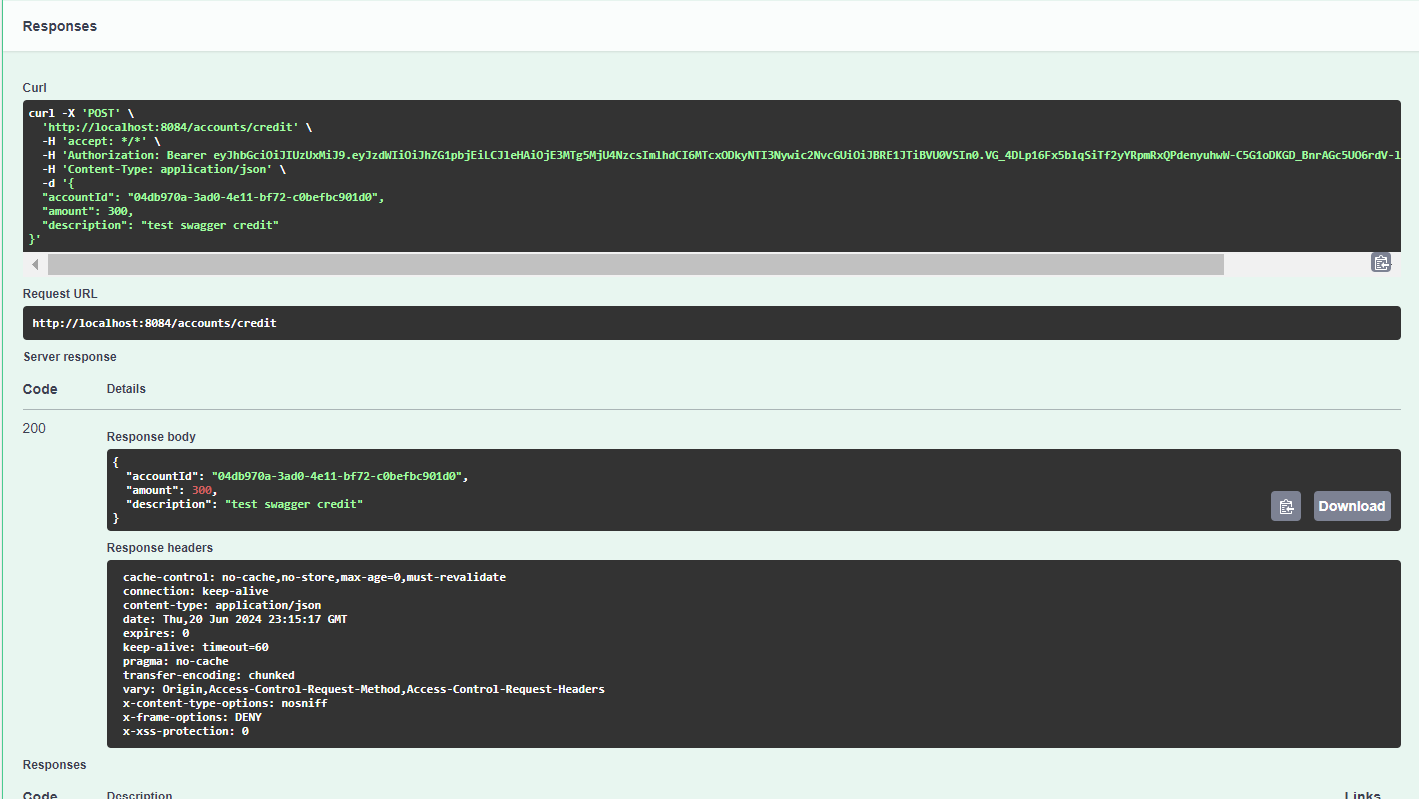 Responses
Curl
curl -X 'POST' \
'http://localhost:8084/accounts/credit' \
-H 'accept: */*' \
-H 'Authorization: Bearer eyJhbGciOiJIUzUxMiJ9.eyJzdWIiOiJhZG1pbjEiLCJleHAiOjE3MTg5MjU4NzcsImlhdCI6MTcxODkyNTI3Nywic2NvcGUiOiJBRE1JTiBVU0VSIn0.VG_4DLp16Fx5blqSiTf2yYRpmRxQPdenyuhwW-C5G1oDKGD_BnrAGc5UO6rdV-l
-H 'Content-Type: application/json' \
-d '{
"accountId": "04db970a-3ad0-4e11-bf72-c0befbc901d0",
"amount": 300,
"description": "test swagger credit"
}'
Request URL
http://localhost:8084/accounts/credit
Server response
Code Details
200
Response body
{
"accountId": "04db970a-3ad0-4e11-bf72-c0befbc901d0",
"amount": 300,
"description": "test swagger credit"
}
Download
Response headers
cache-control: no-cache,no-store,max-age=0,must-revalidate
connection: keep-alive
content-type: application/json
date: Thu,20 Jun 2024 23:15:17 GMT
expires: 0
keep-alive: timeout=60
pragma: no-cache
transfer-encoding: chunked
vary: Origin,Access-Control-Request-Method,Access-Control-Request-Headers
x-content-type-options: nosniff
x-frame-options: DENY
x-xss-protection: 0
Responses
Code Description Links